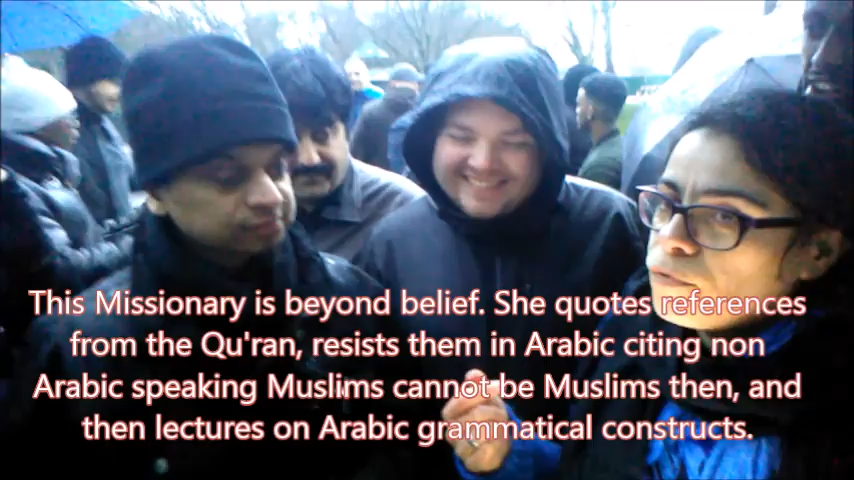 This Missionary is beyond belief. She quotes references
from the Qu'ran, resists them in Arabic citing non
Arabic speaking Muslims cannot be Muslims then, and
then lectures on Arabic grammatical constructs.